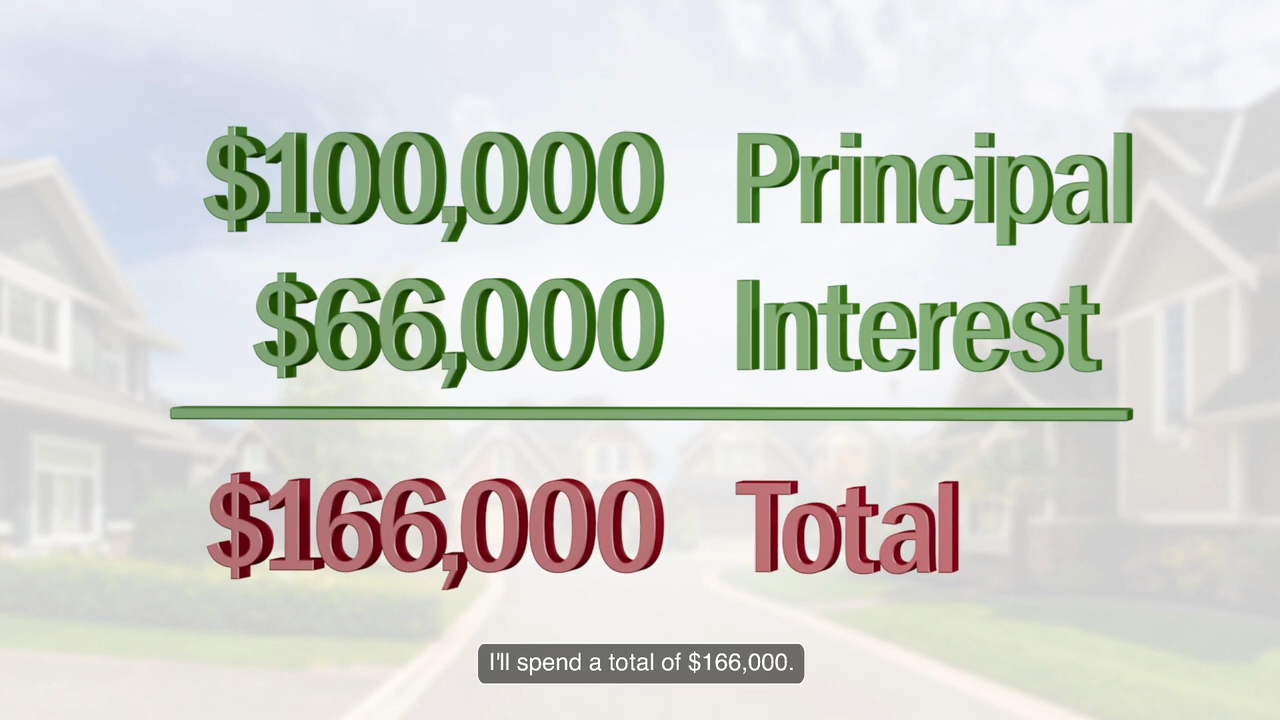 $100,000 Principal
$66,000 Interest
$166,000 Total
I'll spend a total of $166,000.